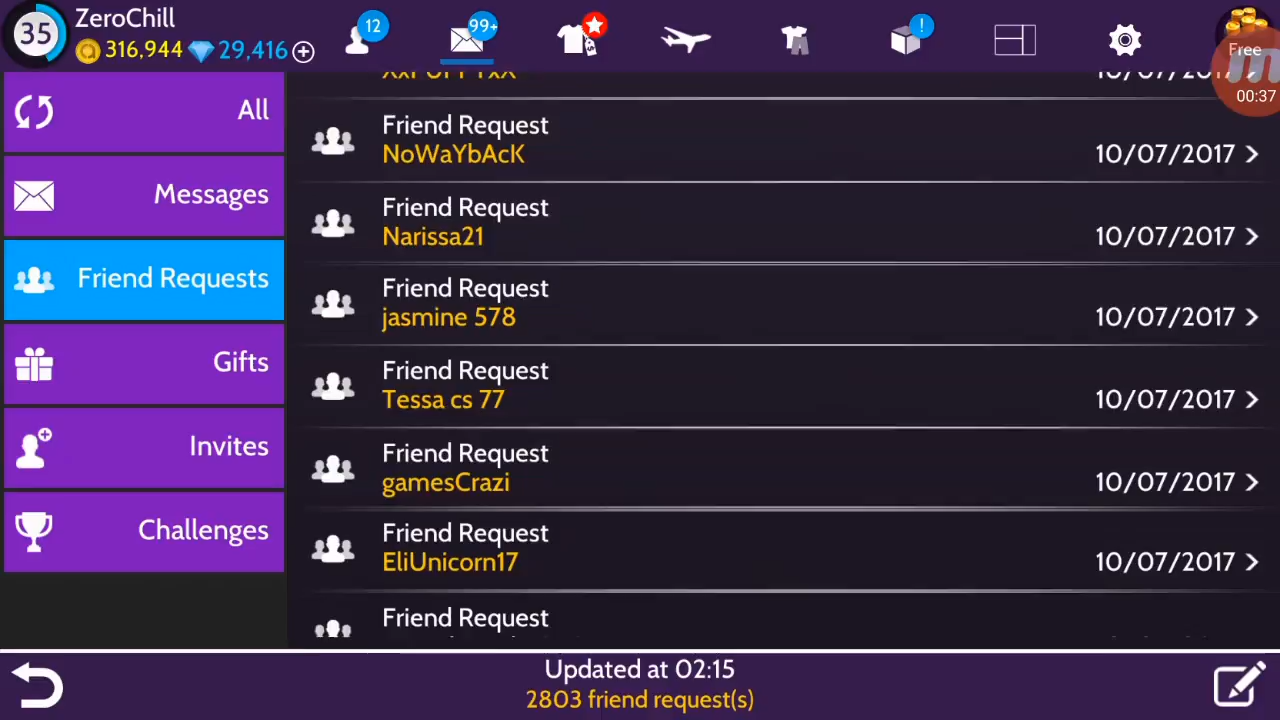 35
ZeroChill
316,944
29,416
12
99+
!
Free
00:37
All
Messages
Friend Requests
Gifts
Invites
Challenges
Friend Request
NoWaYbAcK
10/07/2017
Friend Request
Narissa21
10/07/2017
Friend Request
jasmine 578
10/07/2017
Friend Request
Tessa cs 77
10/07/2017
Friend Request
gamesCrazi
10/07/2017
Friend Request
EliUnicorn17
10/07/2017
Friend Request
Updated at 02:15
2803 friend request(s)